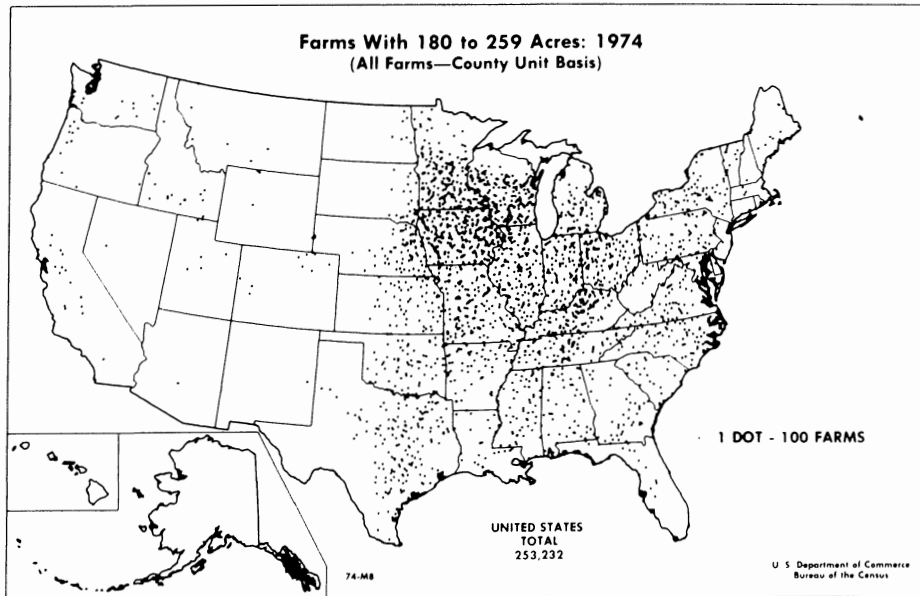 Farms With 180 to 259 Acres: 1974
(All Farms—County Unit Basis)
1 DOT - 100 FARMS
UNITED STATES
TOTAL
253,232
74-M8
U S Department of Commerce
Bureau of the Census